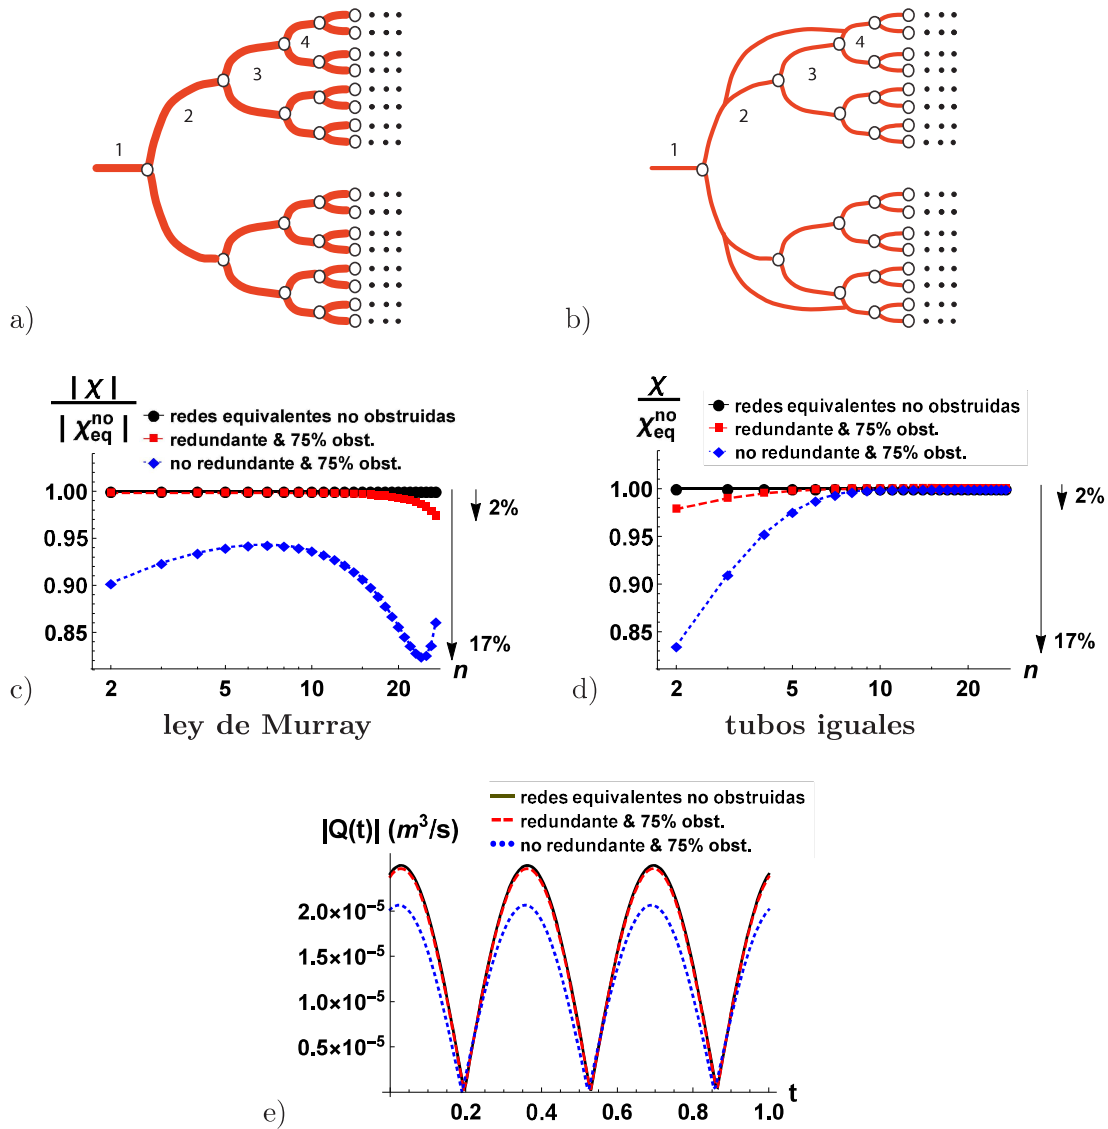 1
2
3
4
a)
1
2
3
4
b)
|χ|
|χ_eq^no|
redes equivalentes no obstruidas
redundante & 75% obst.
no redundante & 75% obst.
1.00
0.95
0.90
0.85
2%
17%
n
2 5 10 20
c)
ley de Murray
χ
χ_eq^no
redes equivalentes no obstruidas
redundante & 75% obst.
no redundante & 75% obst.
1.00
0.95
0.90
0.85
2%
17%
n
2 5 10 20
d)
tubos iguales
|Q(t)| (m³/s)
redes equivalentes no obstruidas
redundante & 75% obst.
no redundante & 75% obst.
2.0×10⁻⁵
1.5×10⁻⁵
1.0×10⁻⁵
0.5×10⁻⁵
0.2 0.4 0.6 0.8 1.0
t
e)